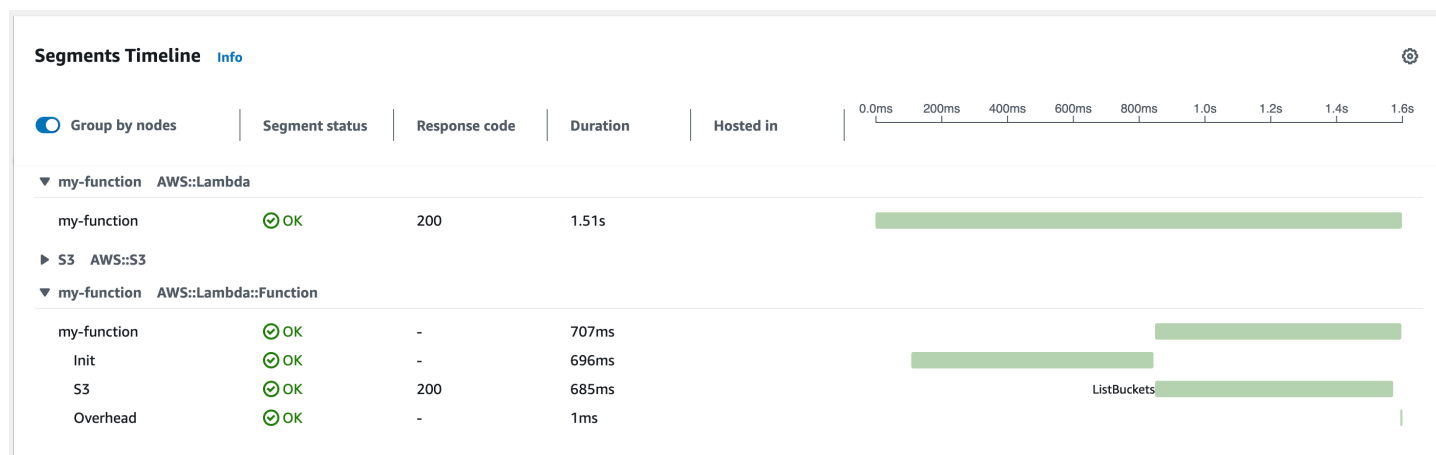 Segments Timeline Info
0.0ms 200ms 400ms 600ms 800ms 1.0s 1.2s 1.4s 1.6s
Group by nodes Segment status Response code Duration Hosted in
my-function AWS::Lambda
my-function OK 200 1.51s
S3 AWS::S3
my-function AWS::Lambda::Function
my-function OK - 707ms
Init OK - 696ms
S3 OK 200 685ms ListBuckets
Overhead OK - 1ms